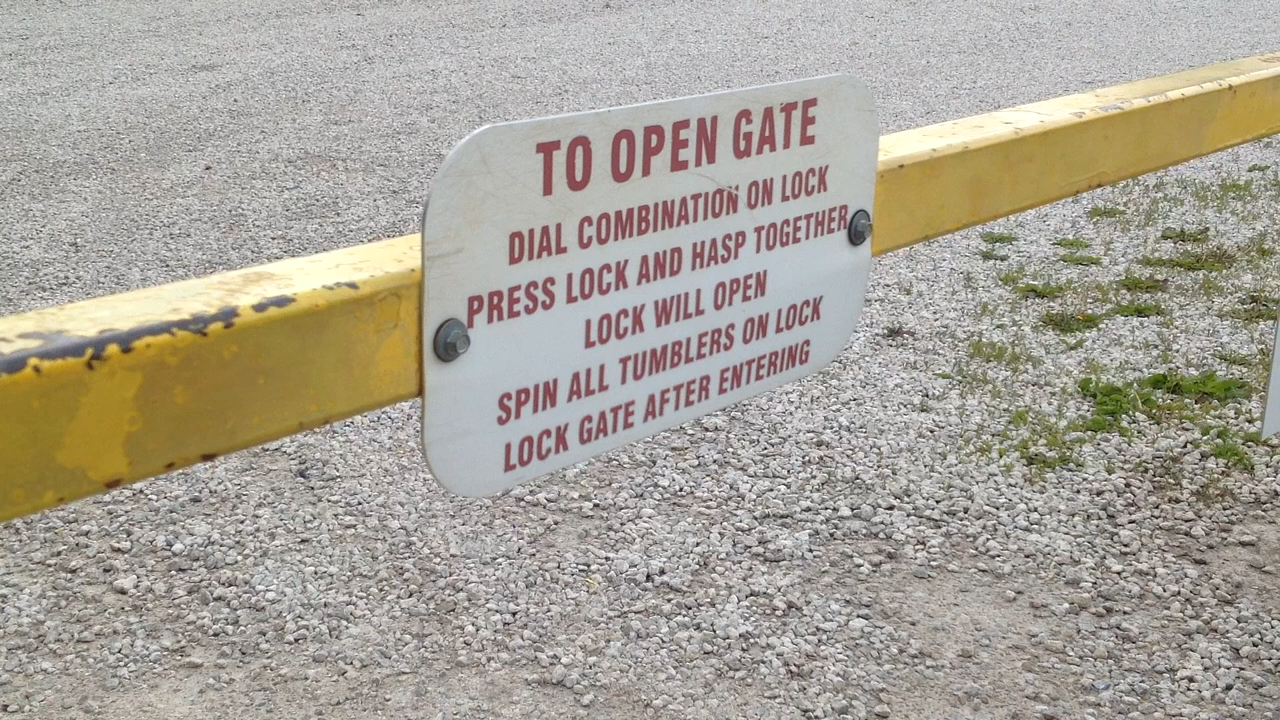 TO OPEN GATE
DIAL COMBINATION ON LOCK
PRESS LOCK AND HASP TOGETHER
LOCK WILL OPEN
SPIN ALL TUMBLERS ON LOCK
LOCK GATE AFTER ENTERING